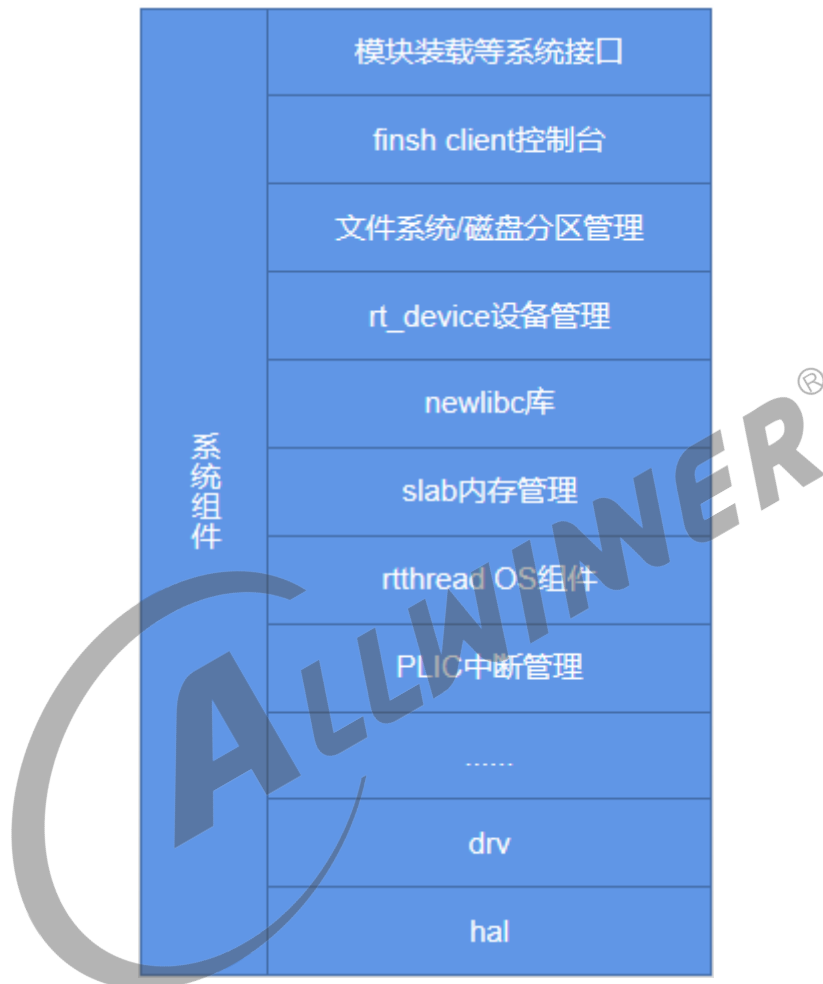 模块装载等系统接口
finsh client控制台
文件系统/磁盘分区管理
rt_device设备管理
newlibc库
系统组件
slab内存管理
rtthread OS组件
PLIC中断管理
......
drv
hal
ALLWINNER®